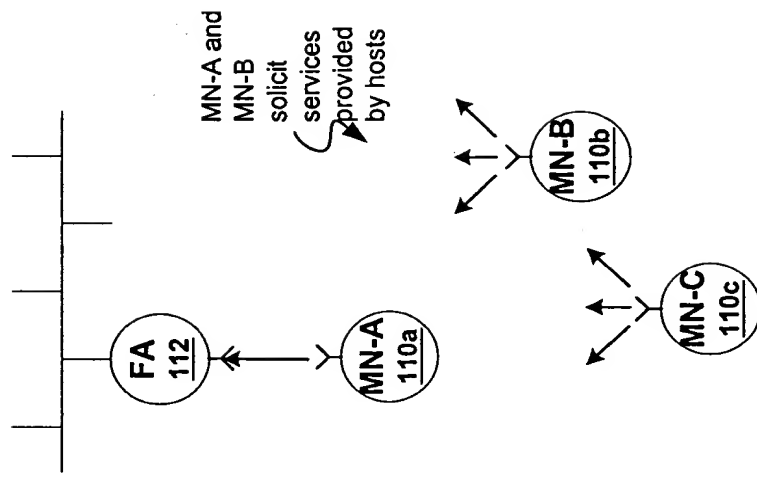 MN-A and
MN-B
solicit
services
provided
by hosts
FA
112
MN-A
110a
MN-B
110b
MN-C
110c